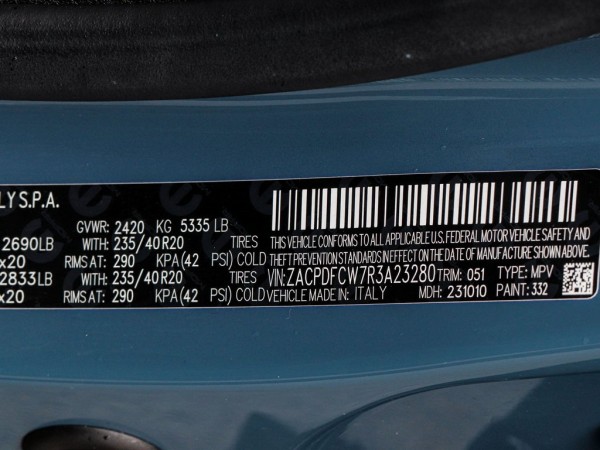 LY S.P.A.
GVWR: 2420 KG 5335 LB
2690LB WITH: 235/40R20 TIRES THIS VEHICLE CONFORMS TO ALL U.S. FEDERAL MOTOR VEHICLE SAFETY AND
x20 RIMS AT: 290 KPA(42 PSI) COLD THEFT PREVENTION STANDARDS IN EFFECT ON THE DATE OF MANUFACTURE SHOWN ABOVE.
2833LB WITH: 235/40R20 TIRES VIN: ZACPDFCW7R3A23280 TRIM: 051 TYPE: MPV
x20 RIMS AT: 290 KPA(42 PSI) COLD VEHICLE MADE IN: ITALY MDH: 231010 PAINT: 332